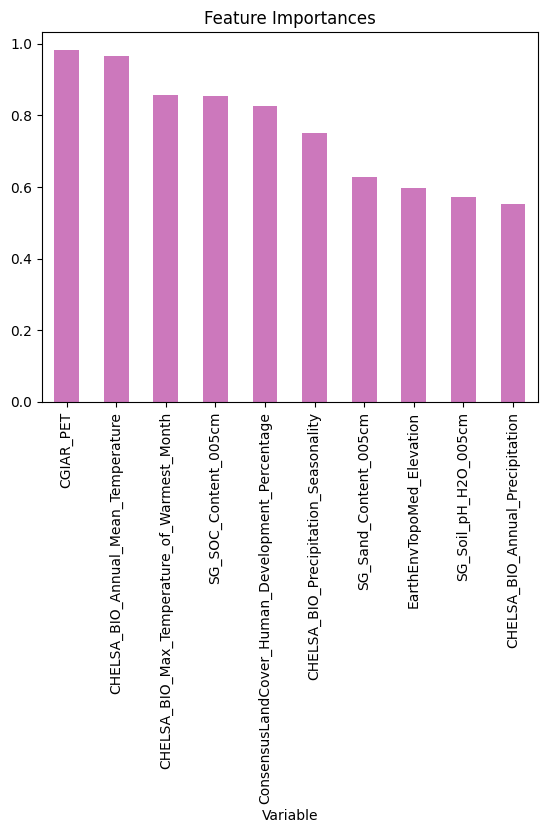 Feature Importances
1.0
0.8
0.6
0.4
0.2
0.0
CGIAR_PET
CHELSA_BIO_Annual_Mean_Temperature
CHELSA_BIO_Max_Temperature_of_Warmest_Month
SG_SOC_Content_005cm
ConsensusLandCover_Human_Development_Percentage
CHELSA_BIO_Precipitation_Seasonality
SG_Sand_Content_005cm
EarthEnvTopoMed_Elevation
SG_Soil_pH_H2O_005cm
CHELSA_BIO_Annual_Precipitation
Variable